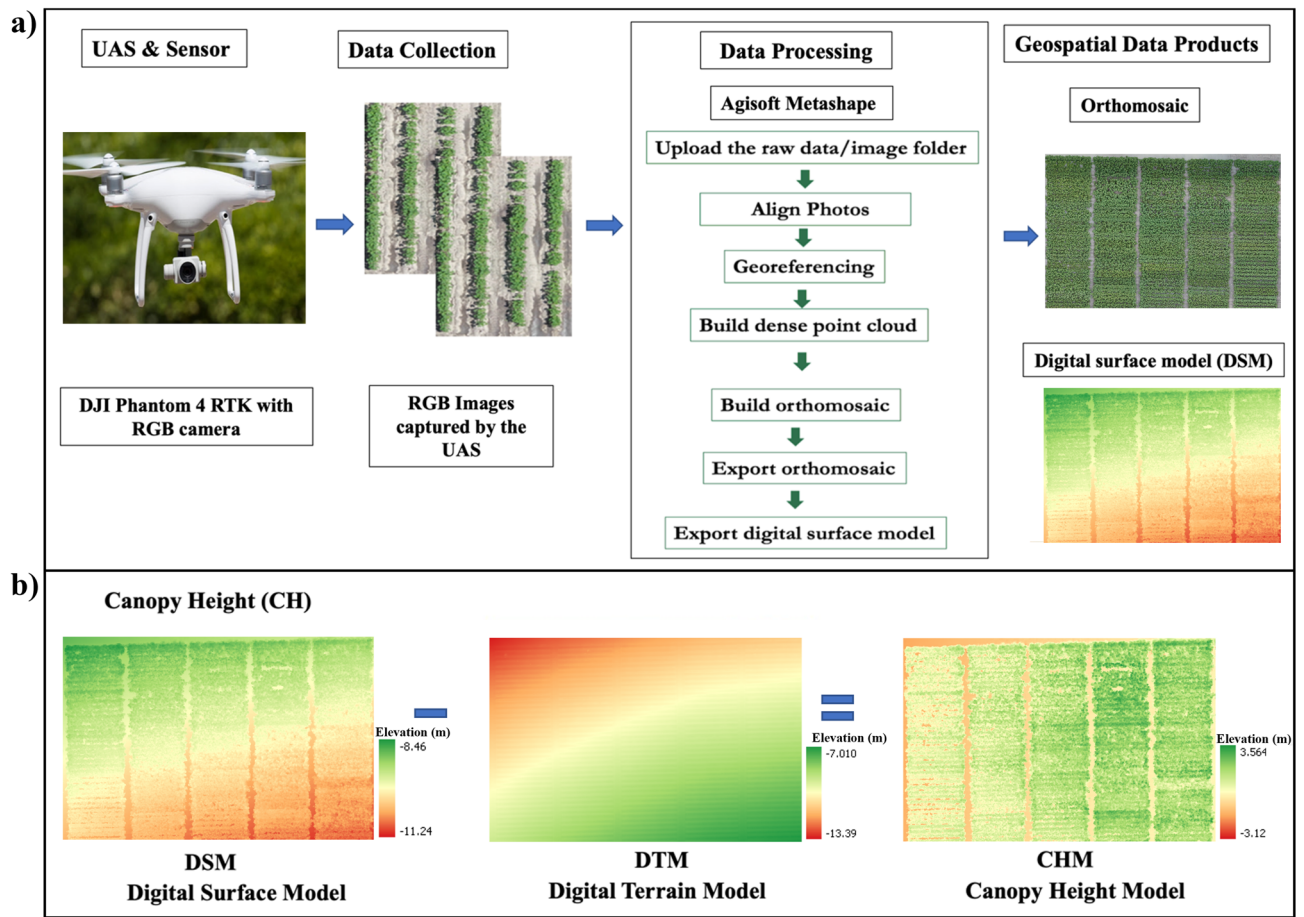 a)
UAS & Sensor
Data Collection
Data Processing
Geospatial Data Products
Agisoft Metashape
Orthomosaic
Upload the raw data/image folder
Align Photos
Georeferencing
Build dense point cloud
Digital surface model (DSM)
DJI Phantom 4 RTK with
RGB camera
RGB Images
captured by the
UAS
Build orthomosaic
Export orthomosaic
Export digital surface model
b)
Canopy Height (CH)
Elevation (m)
-8.46
-11.24
Elevation (m)
-7.010
-13.39
Elevation (m)
3.564
-3.12
DSM
Digital Surface Model
DTM
Digital Terrain Model
CHM
Canopy Height Model